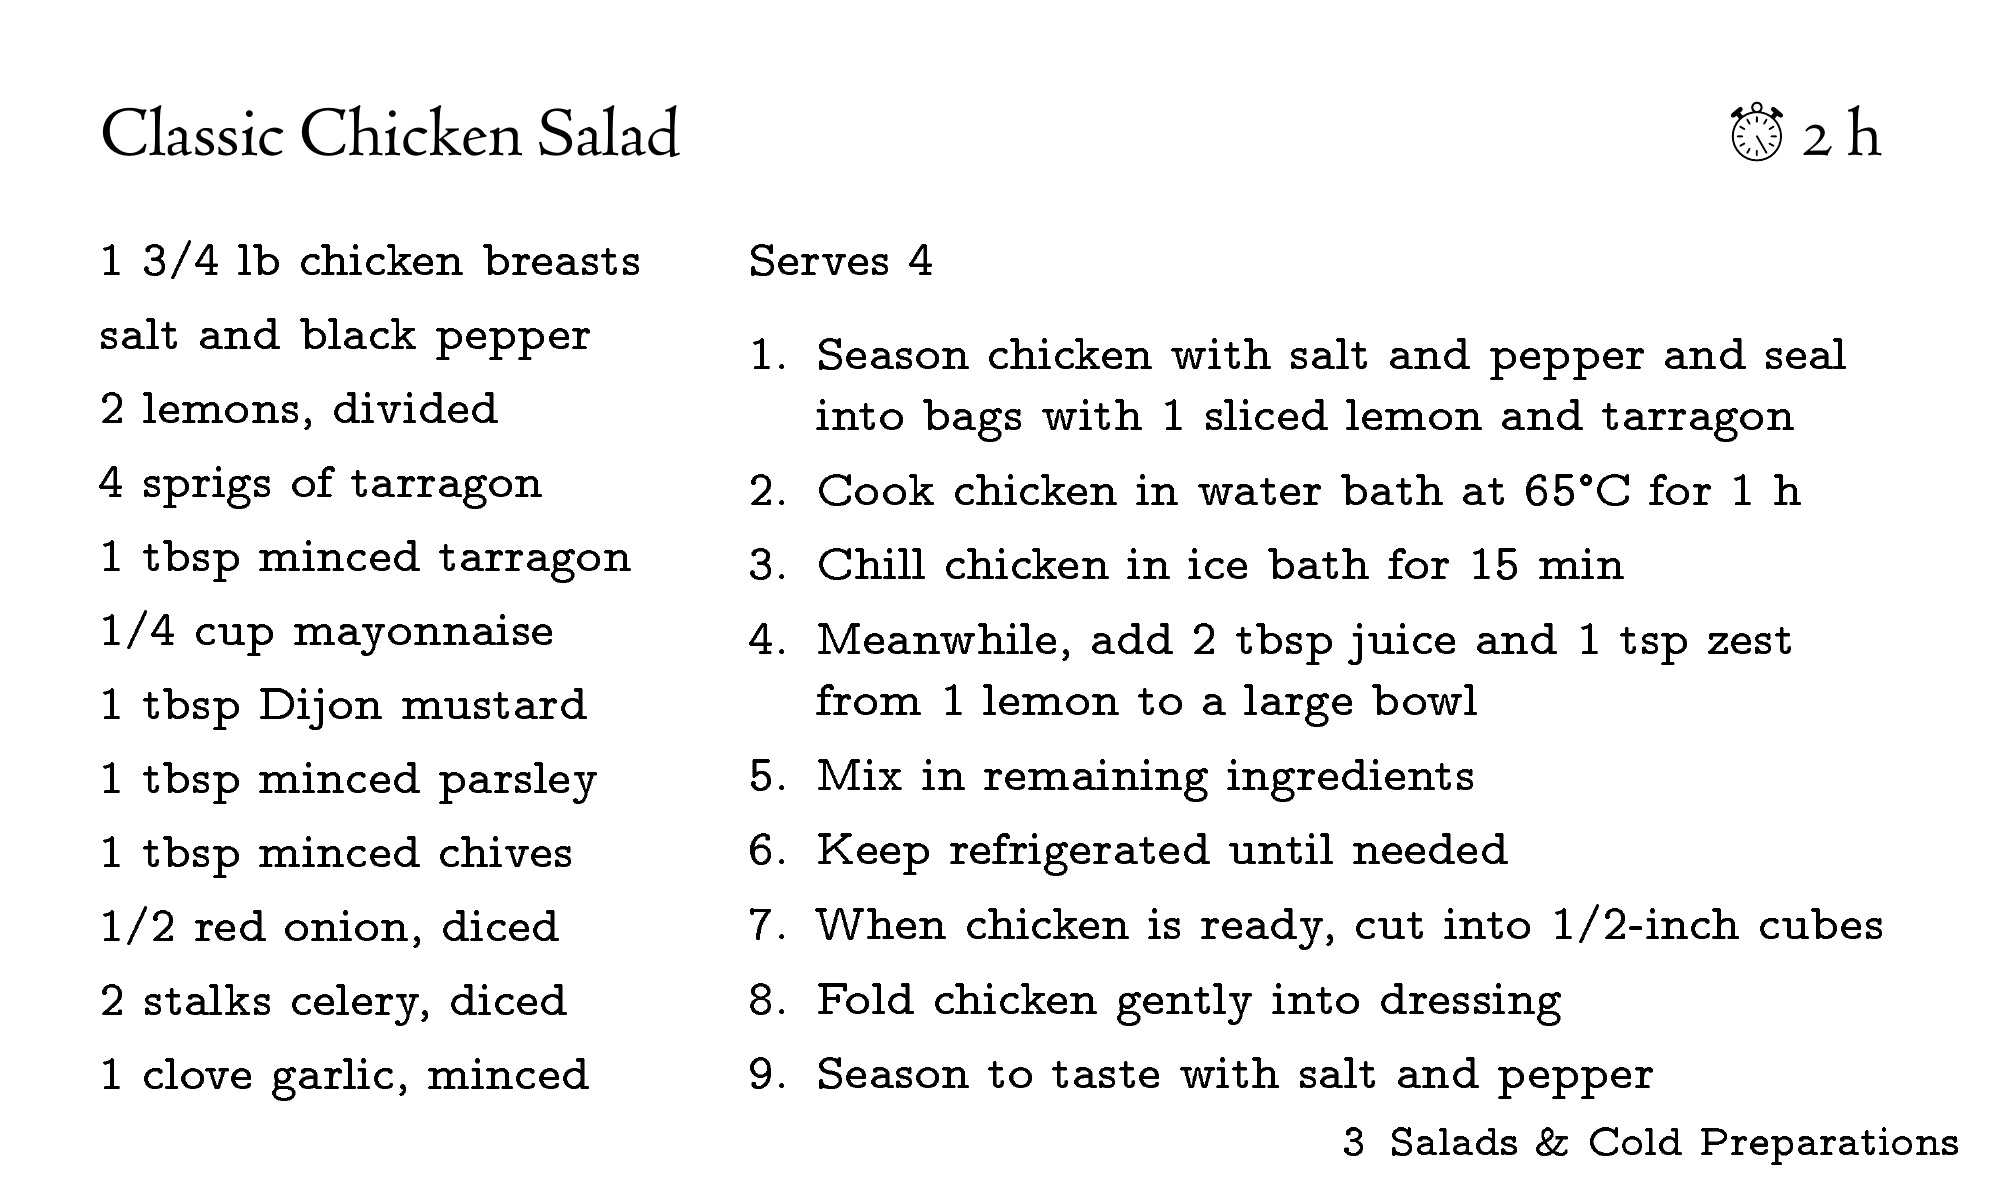 Classic Chicken Salad
2 h
1 3/4 lb chicken breasts
salt and black pepper
2 lemons, divided
4 sprigs of tarragon
1 tbsp minced tarragon
1/4 cup mayonnaise
1 tbsp Dijon mustard
1 tbsp minced parsley
1 tbsp minced chives
1/2 red onion, diced
2 stalks celery, diced
1 clove garlic, minced
Serves 4
1. Season chicken with salt and pepper and seal
into bags with 1 sliced lemon and tarragon
2. Cook chicken in water bath at 65°C for 1 h
3. Chill chicken in ice bath for 15 min
4. Meanwhile, add 2 tbsp juice and 1 tsp zest
from 1 lemon to a large bowl
5. Mix in remaining ingredients
6. Keep refrigerated until needed
7. When chicken is ready, cut into 1/2-inch cubes
8. Fold chicken gently into dressing
9. Season to taste with salt and pepper
3 Salads & Cold Preparations